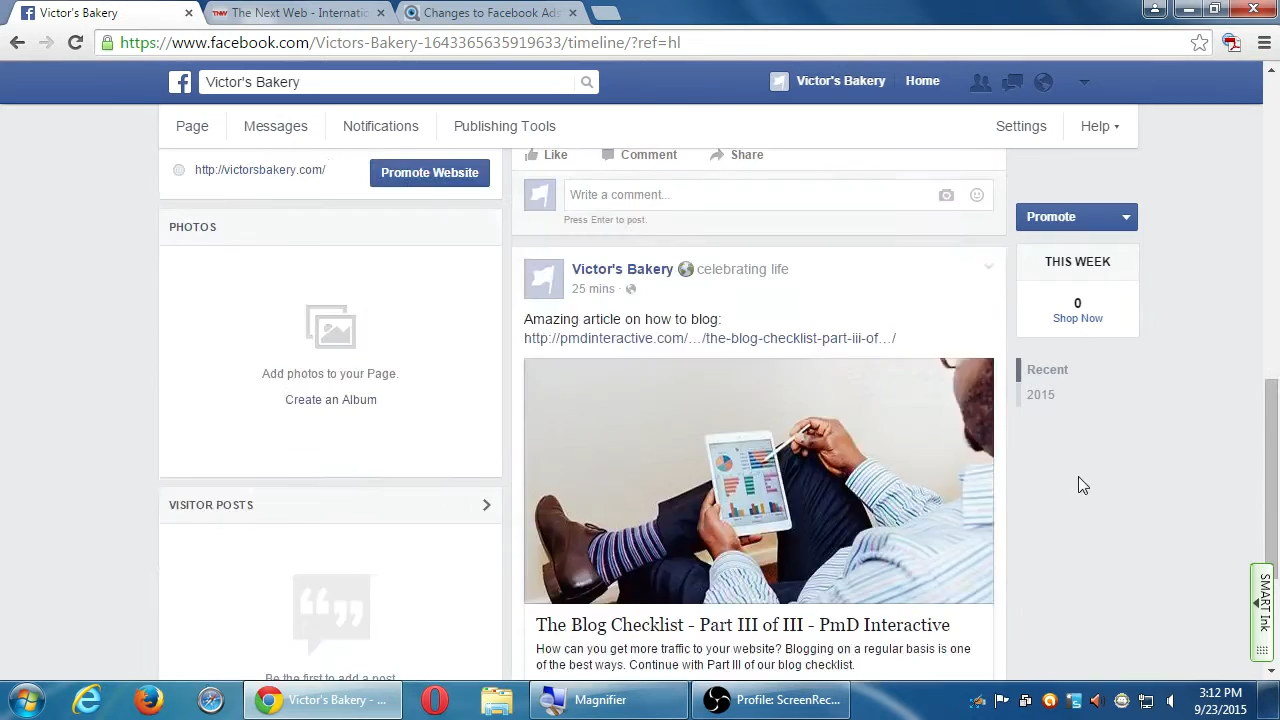 Victor's Bakery
The Next Web - Internatic
Changes to Facebook Ads
https://www.facebook.com/Victors-Bakery-1643365635919633/timeline/?ref=hl
Victor's Bakery
Victor's Bakery
Home
Page
Messages
Notifications
Publishing Tools
Settings
Help
http://victorsbakery.com/
Promote Website
Like
Comment
Share
Write a comment...
Press Enter to post.
PHOTOS
Add photos to your Page.
Create an Album
VISITOR POSTS
Be the first to add a post.
Victor's Bakery celebrating life
25 mins ·
Amazing article on how to blog:
http://pmdinteractive.com/…/the-blog-checklist-part-iii-of…/
The Blog Checklist - Part III of III - PmD Interactive
How can you get more traffic to your website? Blogging on a regular basis is one
of the best ways. Continue with Part III of our blog checklist.
Promote
THIS WEEK
0
Shop Now
Recent
2015
SMART Ink
Victor's Bakery - ...
Magnifier
Profile: ScreenRec...
3:12 PM
9/23/2015